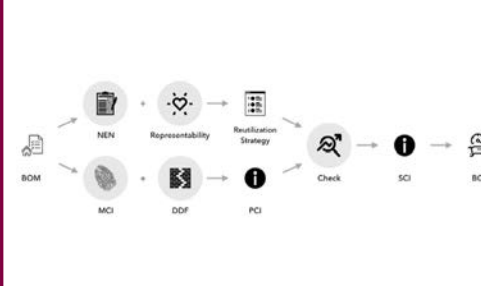 NEN
Representability
Reutilization
Strategy
BOM
Check
SCI
MCI
DDF
PCI